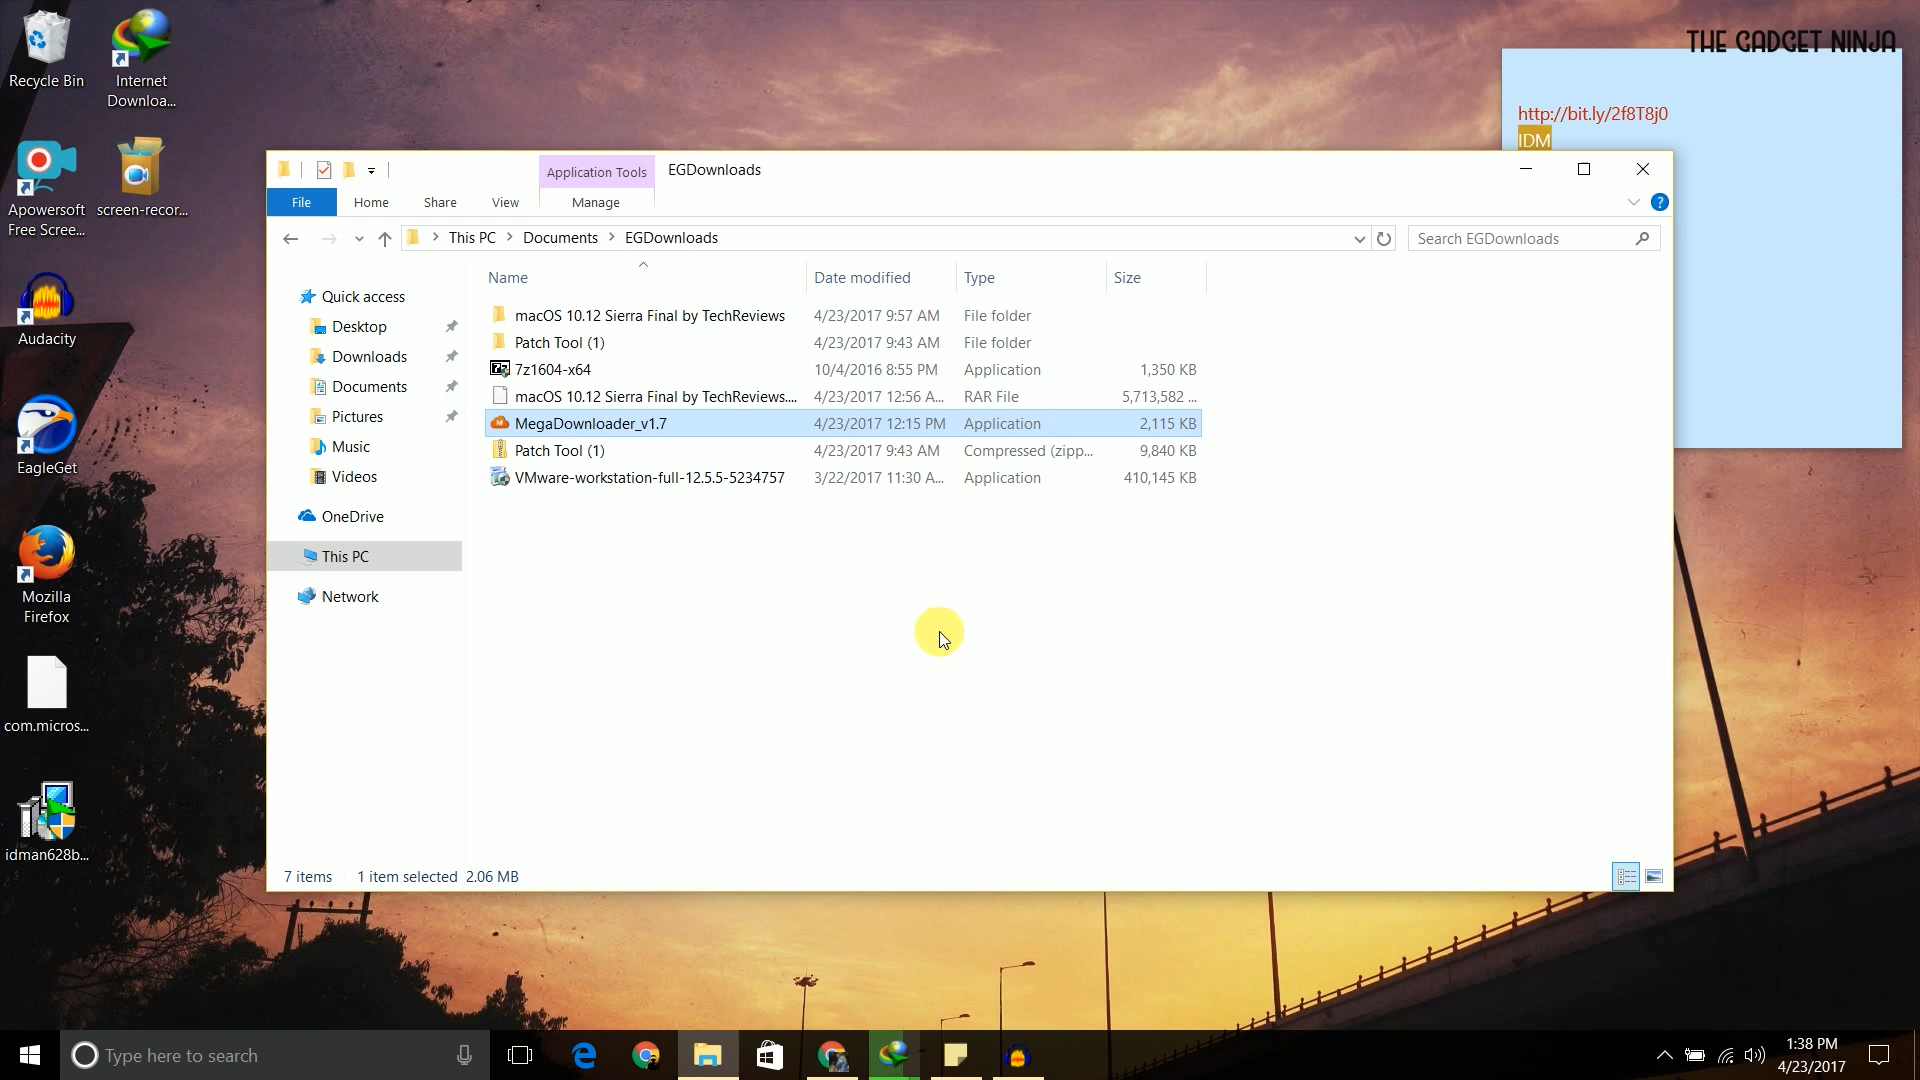 THE GADGET NINJA
Recycle Bin
Internet
Downloa...
Apowersoft
Free Scree...
screen-recor...
Audacity
EagleGet
Mozilla
Firefox
com.micros...
idman628b...
http://bit.ly/2f8T8j0
IDM
Application Tools
EGDownloads
File
Home
Share
View
Manage
This PC
Documents
EGDownloads
Search EGDownloads
Quick access
Desktop
Downloads
Documents
Pictures
Music
Videos
OneDrive
This PC
Network
Name Date modified Type Size
macOS 10.12 Sierra Final by TechReviews 4/23/2017 9:57 AM File folder
Patch Tool (1) 4/23/2017 9:43 AM File folder
7z1604-x64 10/4/2016 8:55 PM Application 1,350 KB
macOS 10.12 Sierra Final by TechReviews.... 4/23/2017 12:56 A... RAR File 5,713,582 ...
MegaDownloader_v1.7 4/23/2017 12:15 PM Application 2,115 KB
Patch Tool (1) 4/23/2017 9:43 AM Compressed (zipp... 9,840 KB
VMware-workstation-full-12.5.5-5234757 3/22/2017 11:30 A... Application 410,145 KB
7 items 1 item selected 2.06 MB
Type here to search
1:38 PM
4/23/2017